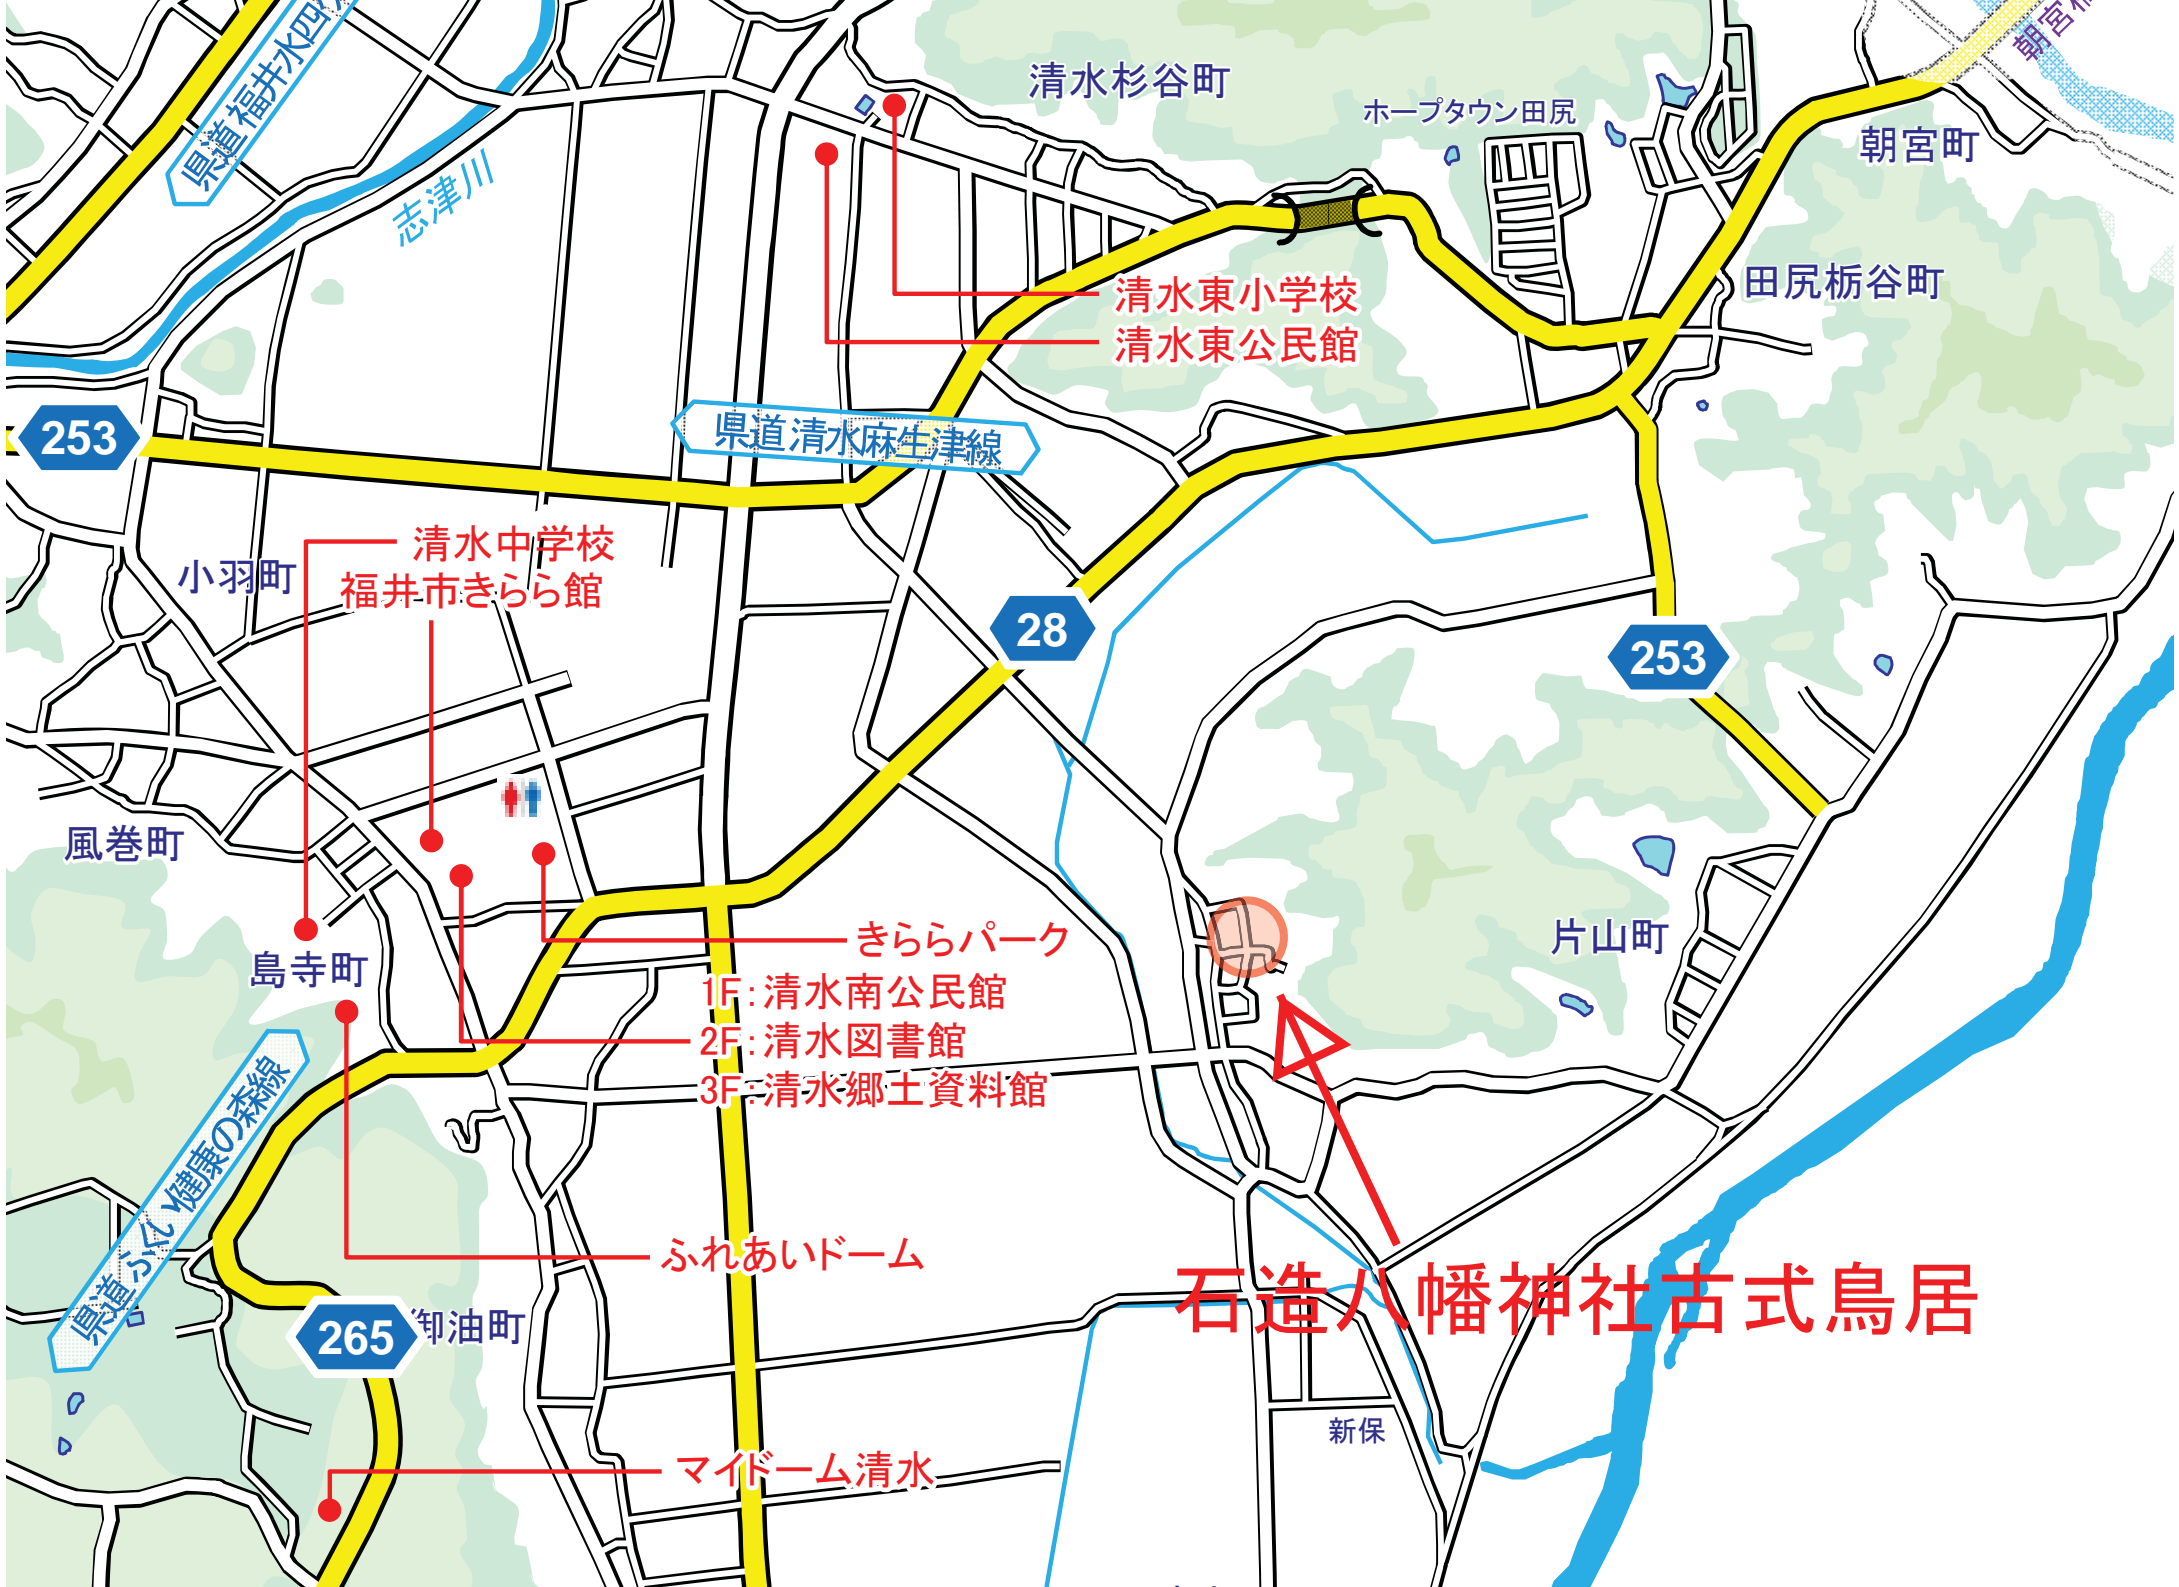 県道福井水四ケ
朝宮橋
清水杉谷町
ホープタウン田尻
朝宮町
志津川
田尻栃谷町
清水東小学校
清水東公民館
県道清水麻生津線
253
清水中学校
小羽町
福井市きらら館
28
253
風巻町
きららパーク
片山町
島寺町
1F:清水南公民館
2F:清水図書館
3F:清水郷土資料館
県道ふくい健康の森線
ふれあいドーム
石造八幡神社古式鳥居
265
御油町
新保
マイドーム清水